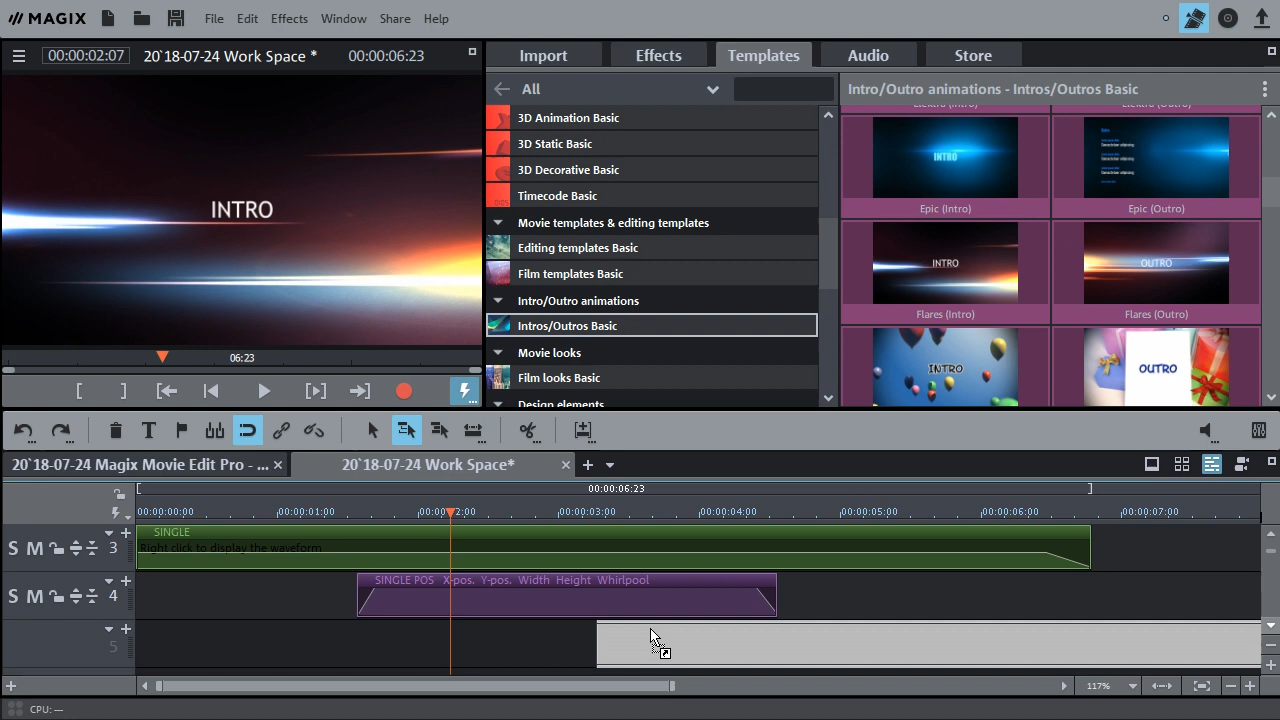 MAGIX File Edit Effects Window Share Help
00:00:02:07 20`18-07-24 Work Space * 00:00:06:23
Import Effects Templates Audio Store
All
Intro/Outro animations - Intros/Outros Basic
INTRO
06:23
3D Animation Basic
3D Static Basic
3D Decorative Basic
Timecode Basic
Movie templates & editing templates
Editing templates Basic
Film templates Basic
Intro/Outro animations
Intros/Outros Basic
Movie looks
Film looks Basic
Design elements
Elektra (Intro) Elektra (Outro)
INTRO
Epic (Intro) Epic (Outro)
INTRO OUTRO
Flares (Intro) Flares (Outro)
INTRO OUTRO
20`18-07-24 Magix Movie Edit Pro - ... 20`18-07-24 Work Space*
00:00:06:23
00:00:00:00 00:00:01:00 00:00:02:00 00:00:03:00 00:00:04:00 00:00:05:00 00:00:06:00 00:00:07:00
SINGLE
S M 3 Right click to display the waveform
SINGLE POS X-pos. Y-pos. Width Height Whirlpool
S M 4
5
117%
CPU: —